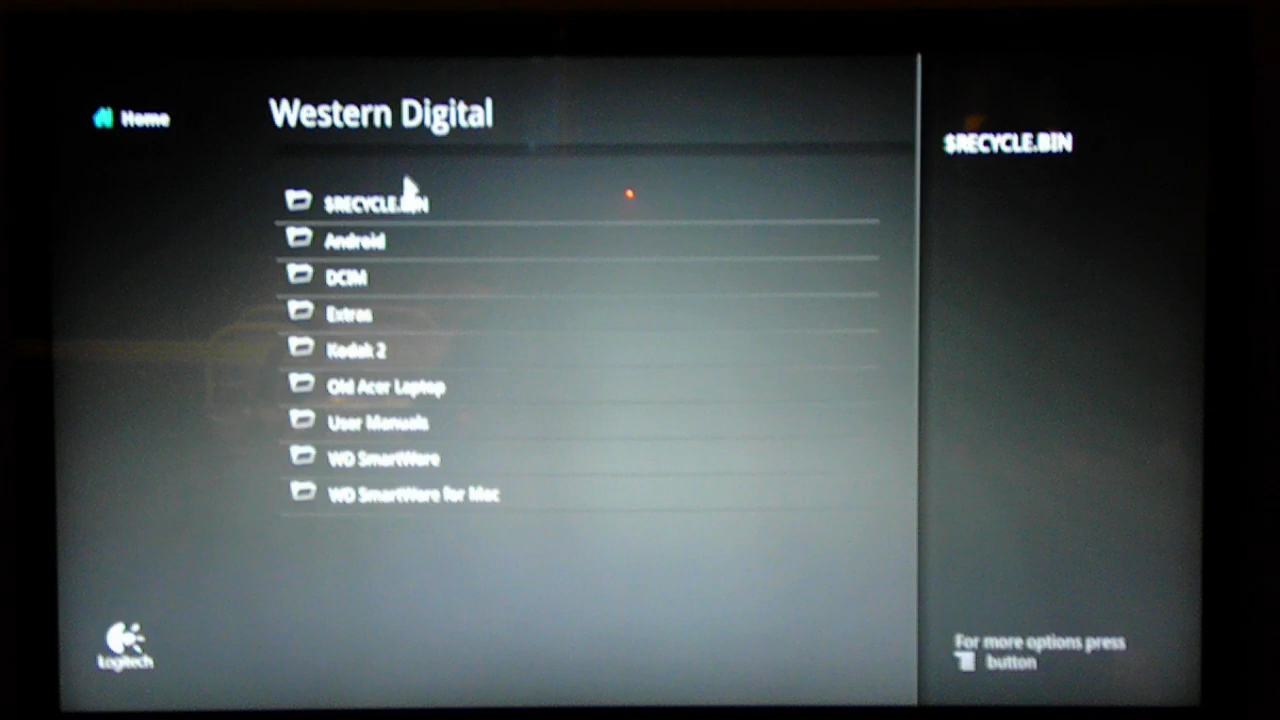 Home
Western Digital
$RECYCLE.BIN
$RECYCLE.BIN
Android
DCIM
Extras
Kodak 2
Old Acer Laptop
User Manuals
WD SmartWare
WD SmartWare for Mac
Logitech
For more options press
button